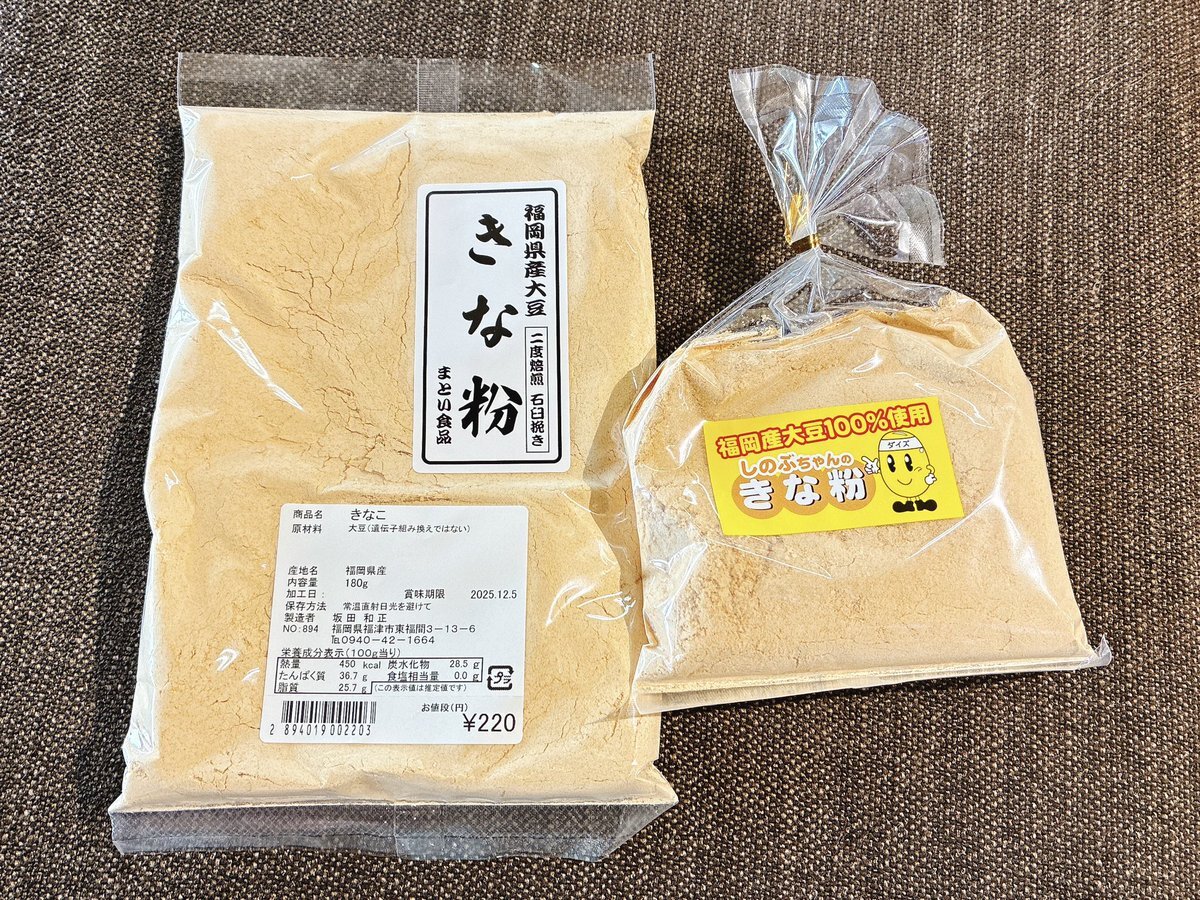 福岡県産大豆
きな粉
二度焙煎 石臼挽き
まとい食品
商品名 きなこ
原材料 大豆(遺伝子組み換えではない)
産地名 福岡県産
内容量 180g
加工日: 賞味期限 2025.12.5
保存方法 常温直射日光を避けて
製造者 坂田 和正
NO:894 福岡県福津市東福間3-13-6
℡0940-42-1664
栄養成分表示(100g当り)
熱量 450 kcal 炭水化物 28.5 g
たんぱく質 36.7 g 食塩相当量 0.0 g
脂質 25.7 g (この表示値は推定値です)
プラ
お値段(円)
¥220
2 894019 002203
福岡産大豆100%使用
しのぶちゃんの
きな粉
ダイズ